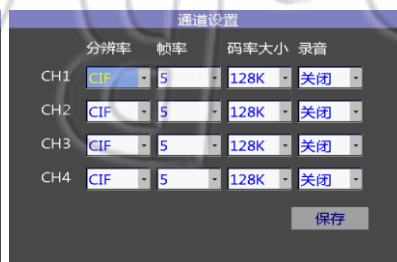 通道设置
分辨率 帧率 码率大小 录音
CH1 CIF 5 128K 关闭
CH2 CIF 5 128K 关闭
CH3 CIF 5 128K 关闭
CH4 CIF 5 128K 关闭
保存